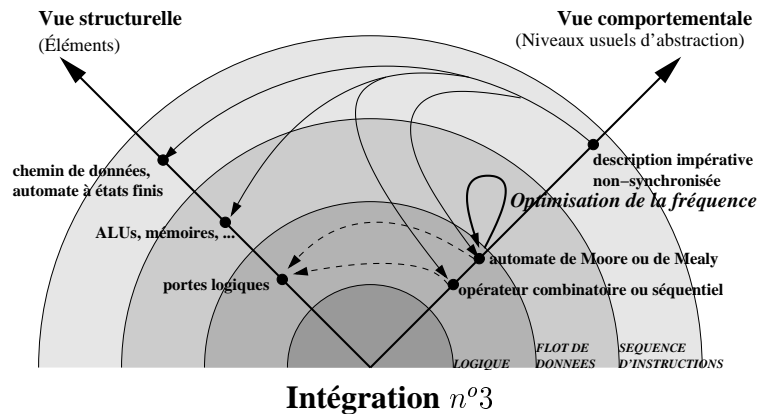 Vue structurelle
(Éléments)
Vue comportementale
(Niveaux usuels d'abstraction)
chemin de données,
automate à états finis
description impérative
non−synchronisée
Optimisation de la fréquence
ALUs, mémoires, ...
automate de Moore ou de Mealy
portes logiques
opérateur combinatoire ou séquentiel
LOGIQUE
FLOT DE
DONNEES
SEQUENCE
D'INSTRUCTIONS
Intégration nº3